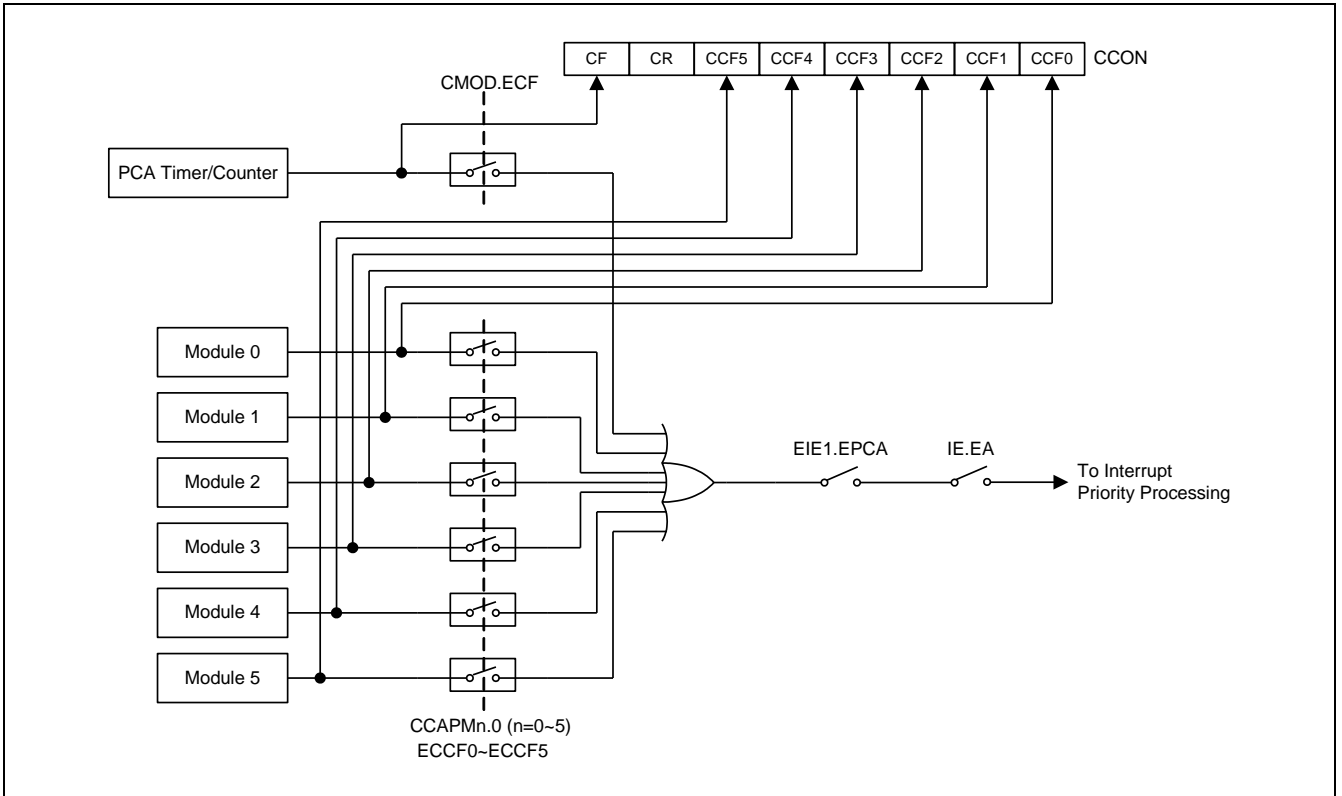 CF CR CCF5 CCF4 CCF3 CCF2 CCF1 CCF0 CCON
CMOD.ECF
PCA Timer/Counter
Module 0
Module 1
Module 2
Module 3
Module 4
Module 5
EIE1.EPCA
IE.EA
To Interrupt
Priority Processing
CCAPMn.0 (n=0~5)
ECCF0~ECCF5